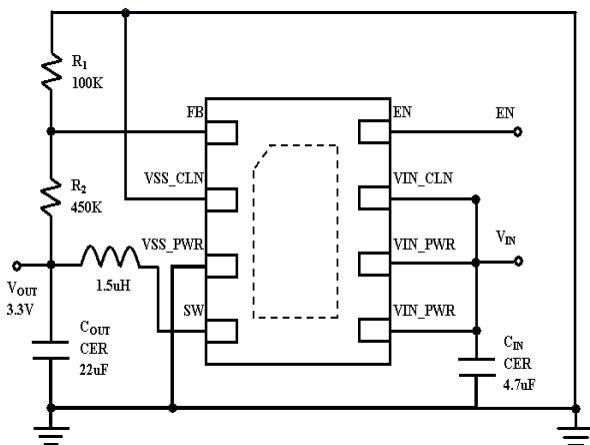 R1
100K
FB
EN
EN
R2
450K
VSS_CLN
VIN_CLN
VSS_PWR
VIN_PWR
VIN
VOUT
3.3V
1.5uH
SW
VIN_PWR
COUT
CER
22uF
CIN
CER
4.7uF